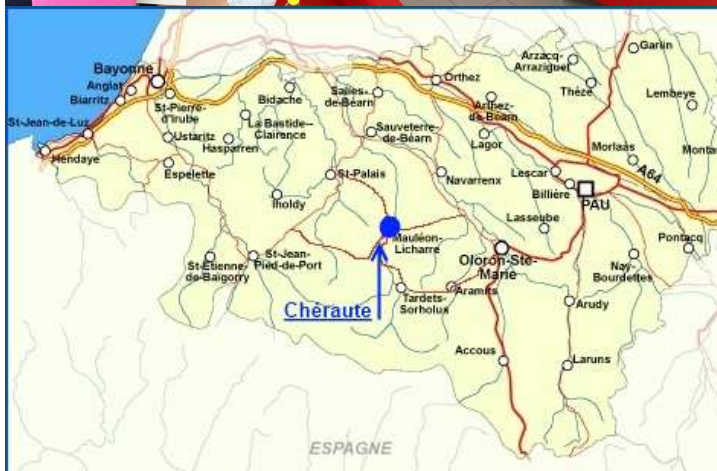 Garlin
Arzacq-
Arraziguet
Bayonne
Orthez
Thèze
Lembeye
Anglat
Biarritz
Bidache
Salies-
de-Béarn
Arthez-
de-Béarn
St-Pierre-
d'Irube
St-Jean-de-Luz
La Bastide--
Clairence
Ustaritz
Hasparren
Sauveterre-
de-Béarn
Lagor
Morlaàs
A64
Hendaye
Espelette
St-Palais
Navarrenx
Lescar
Billière
PAU
Iholdy
Lasseube
Mauléon-
Licharre
Pontacq
St-Etienne-
de-Baïgorry
St-Jean-
Pied-de-Port
Oloron-Ste-
Marie
Nay-
Bourdettes
Chéraute
Tardets-
Sorholus
Aramits
Arudy
Accous
Laruns
ESPAGNE